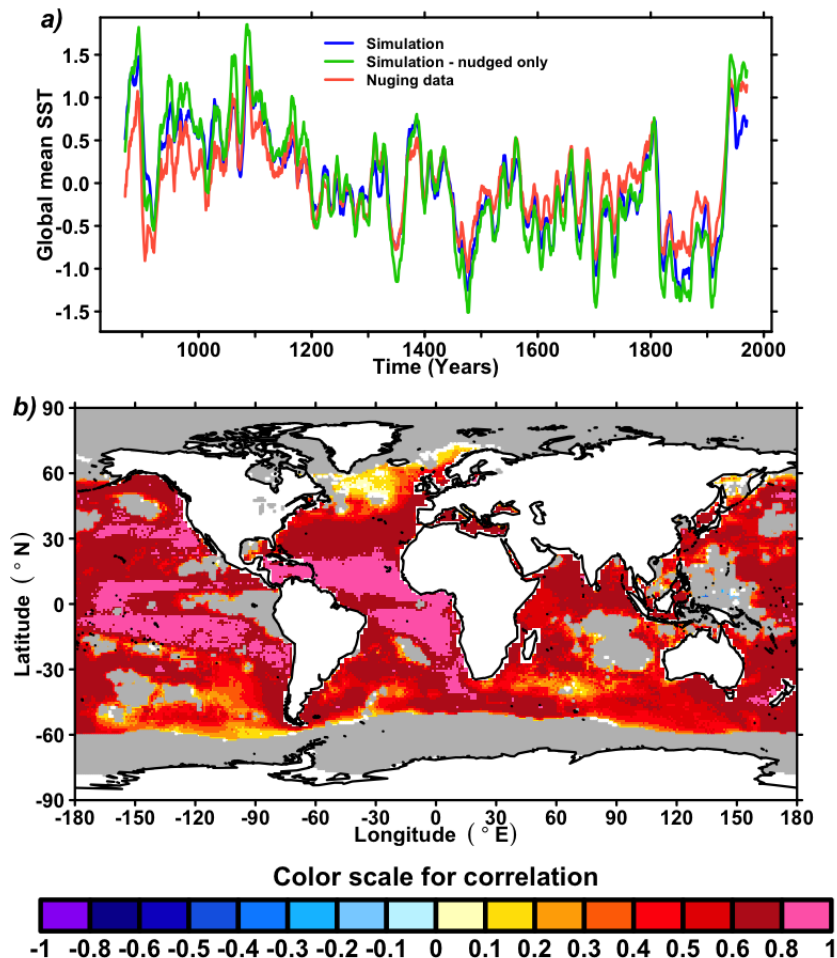 a)
Simulation
Simulation - nudged only
Nuging data
Global mean SST
1.5
1.0
0.5
0.0
-0.5
-1.0
-1.5
1000 1200 1400 1600 1800 2000
Time (Years)
b)
Latitude (°N)
90
60
30
0
-30
-60
-90
-180 -150 -120 -90 -60 -30 0 30 60 90 120 150 180
Longitude (°E)
Color scale for correlation
-1 -0.8 -0.6 -0.5 -0.4 -0.3 -0.2 -0.1 0 0.1 0.2 0.3 0.4 0.5 0.6 0.8 1